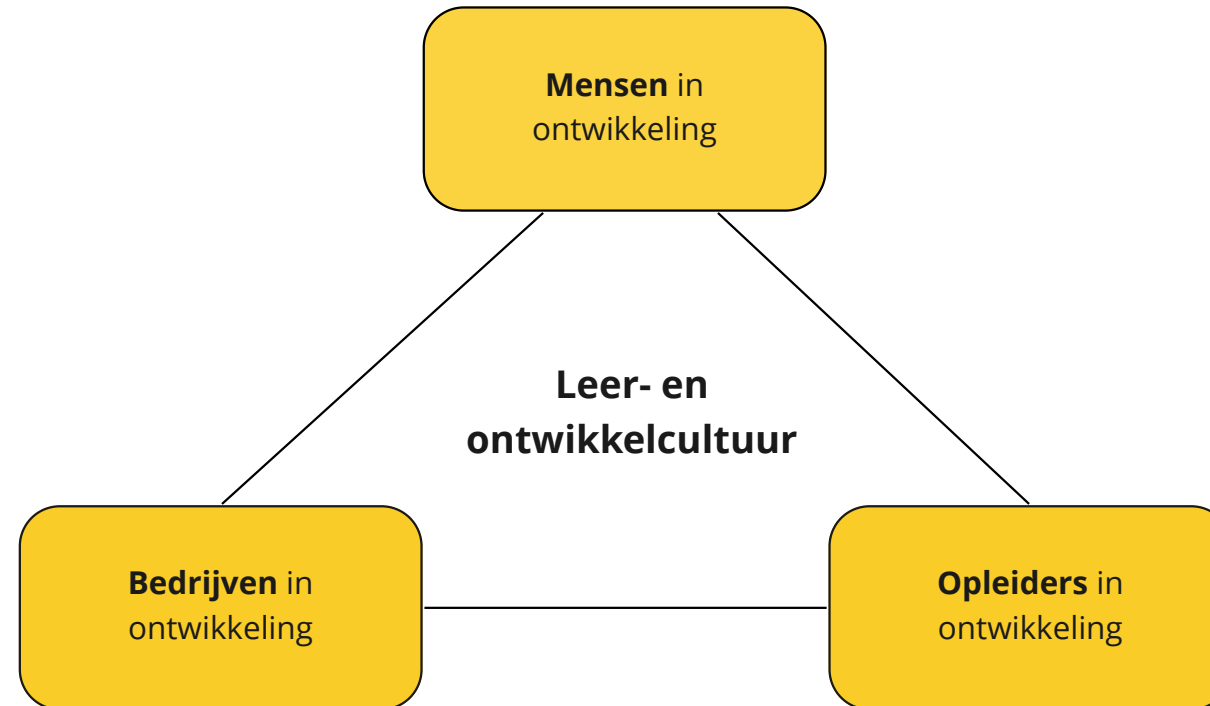 Mensen in
ontwikkeling
Leer- en
ontwikkelcultuur
Bedrijven in
ontwikkeling
Opleiders in
ontwikkeling